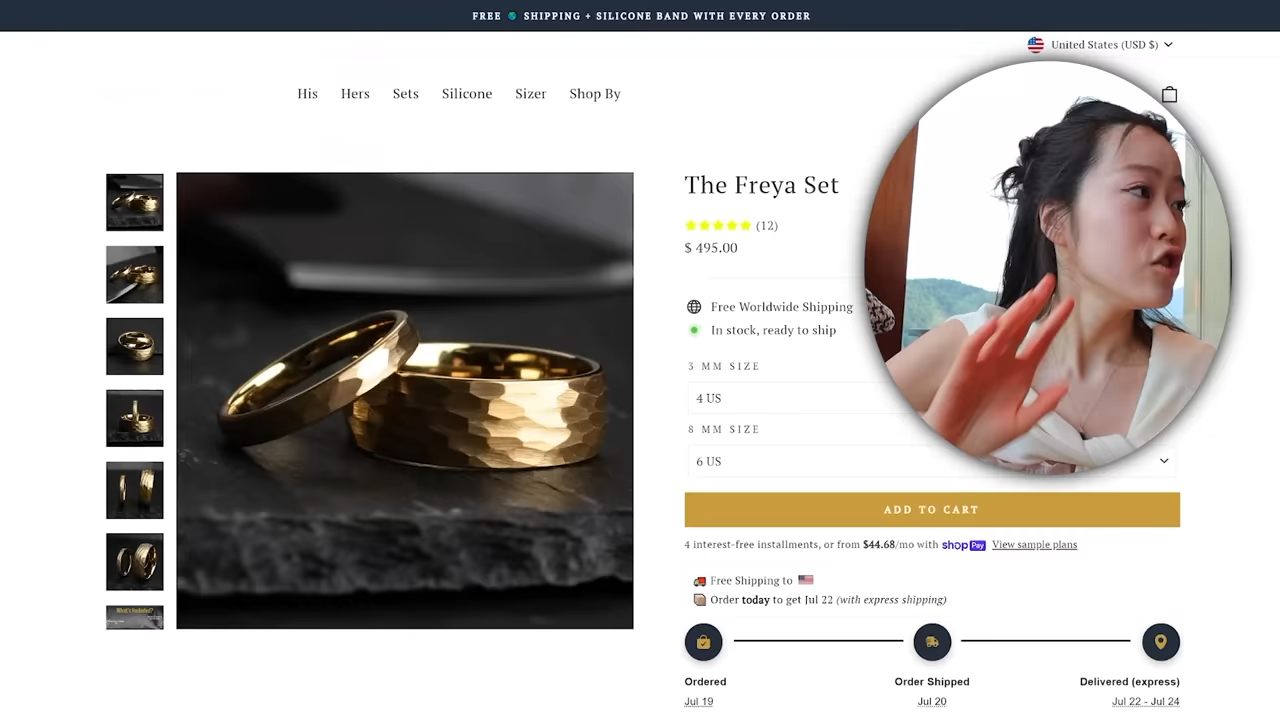 FREE SHIPPING + SILICONE BAND WITH EVERY ORDER
United States (USD $)
His Hers Sets Silicone Sizer Shop By
The Freya Set
(12)
$ 495.00
Free Worldwide Shipping
In stock, ready to ship
3 MM SIZE
4 US
8 MM SIZE
6 US
ADD TO CART
4 interest-free installments, or from $44.68/mo with shop Pay View sample plans
Free Shipping to
Order today to get Jul 22 (with express shipping)
Ordered Order Shipped Delivered (express)
Jul 19 Jul 20 Jul 22 - Jul 24
What's Included?